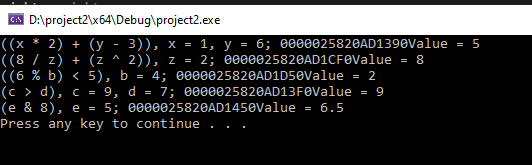 D:\project2\x64\Debug\project2.exe
((x * 2) + (y - 3)), x = 1, y = 6; 0000025820AD1390Value = 5
((8 / z) + (z ^ 2)), z = 2; 0000025820AD1CF0Value = 8
((6 % b) < 5), b = 4; 0000025820AD1D50Value = 2
(c > d), c = 9, d = 7; 0000025820AD13F0Value = 9
(e & 8), e = 5; 0000025820AD1450Value = 6.5
Press any key to continue . . .